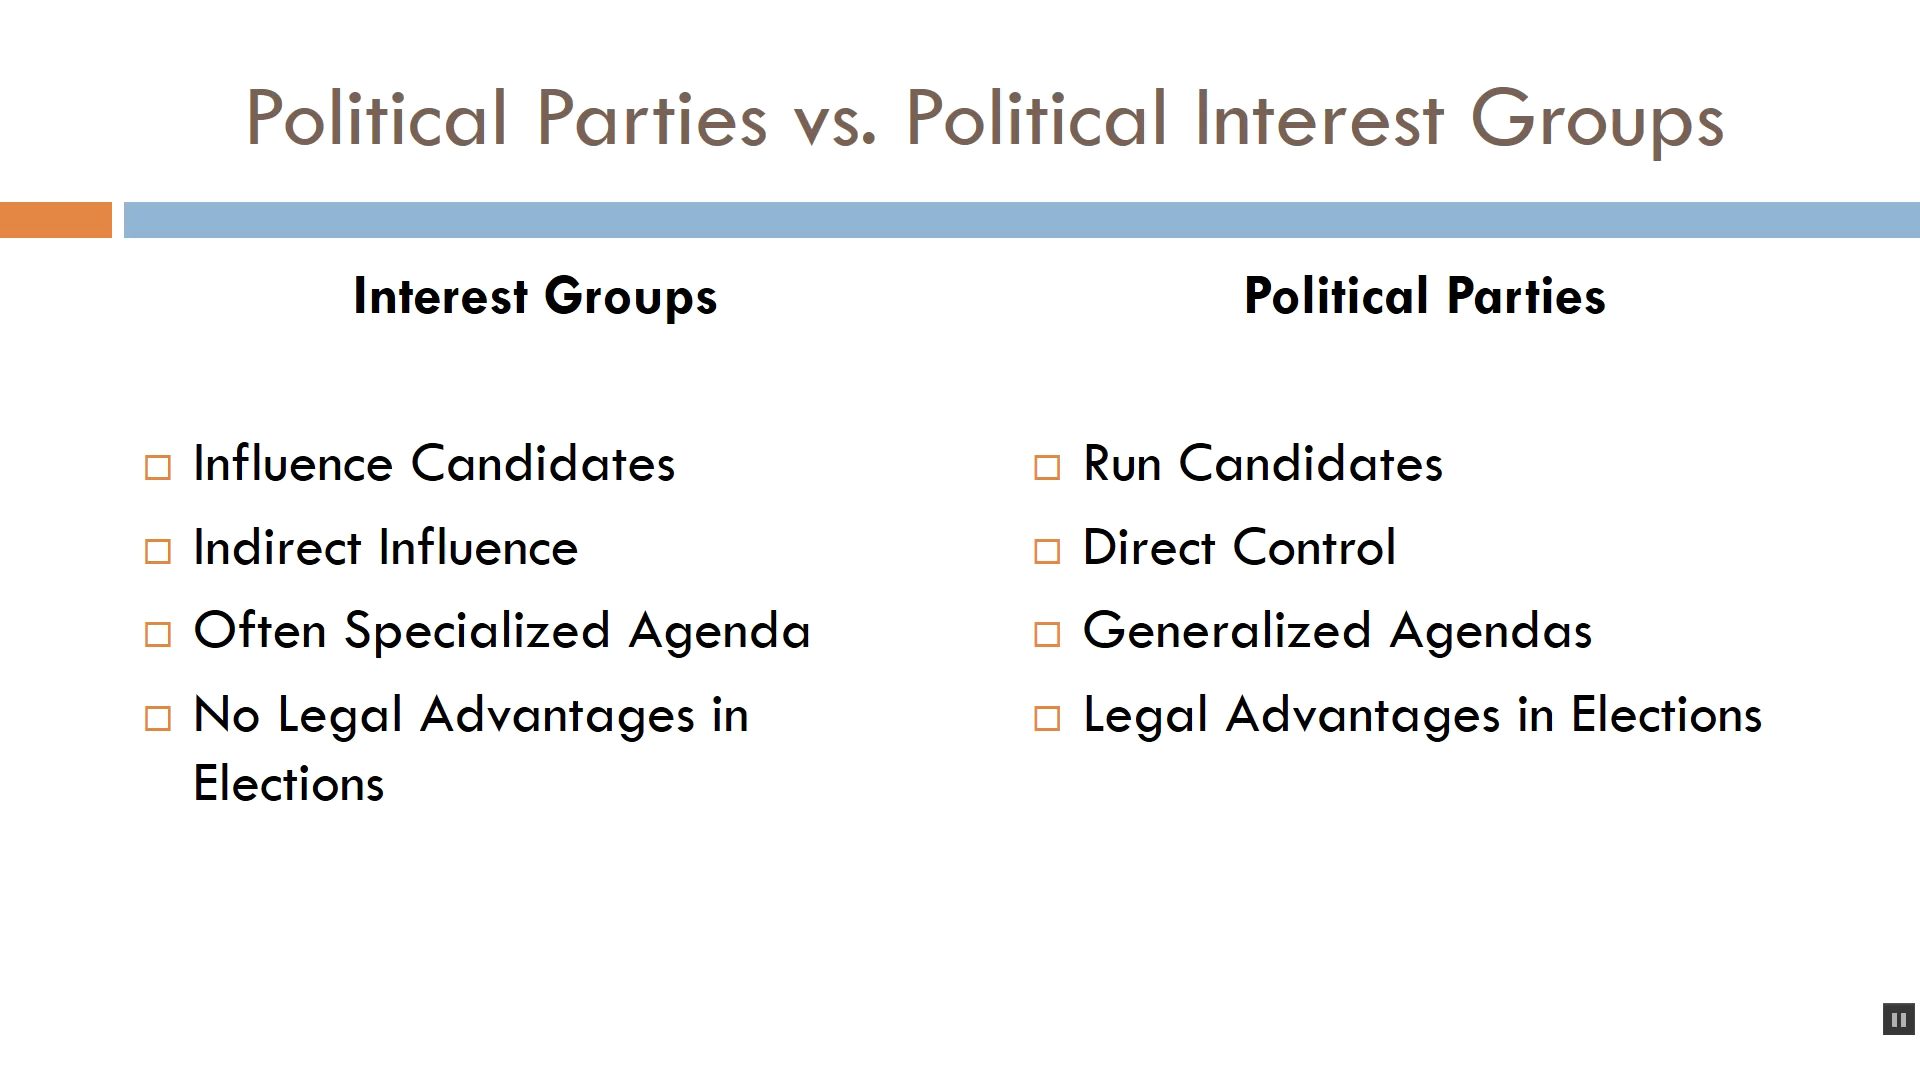 Political Parties vs. Political Interest Groups
Interest Groups
Influence Candidates
Indirect Influence
Often Specialized Agenda
No Legal Advantages in
Elections
Political Parties
Run Candidates
Direct Control
Generalized Agendas
Legal Advantages in Elections